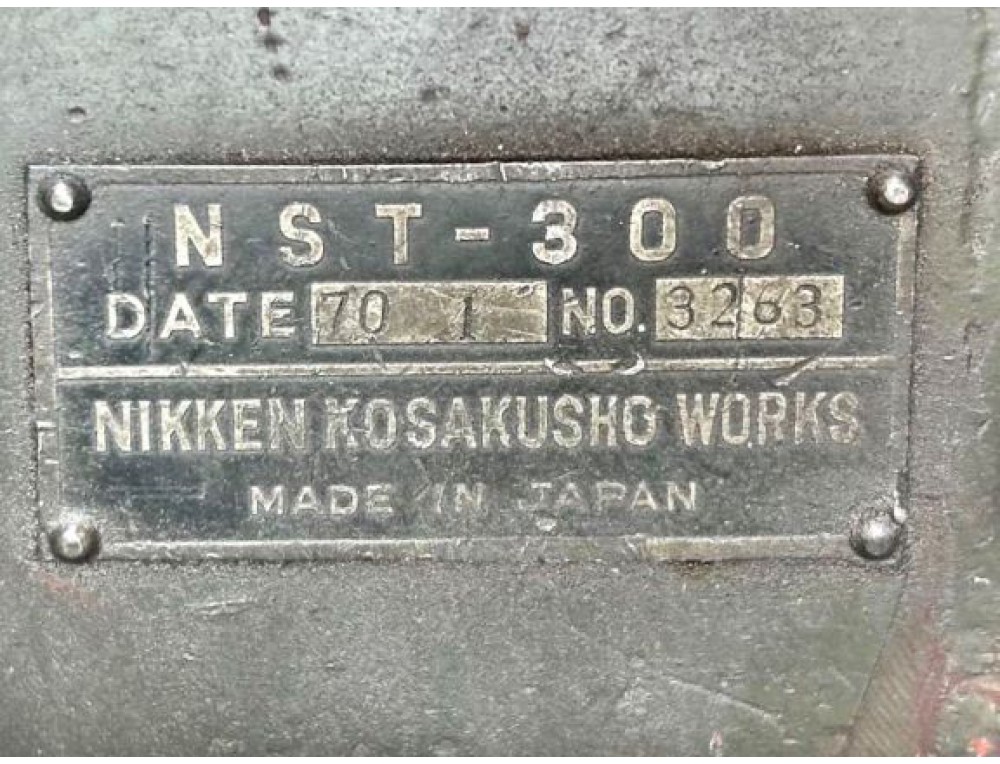 NST-300
DATE 70 1 NO. 3263
NIKKEN KOSAKUSHO WORKS
MADE IN JAPAN